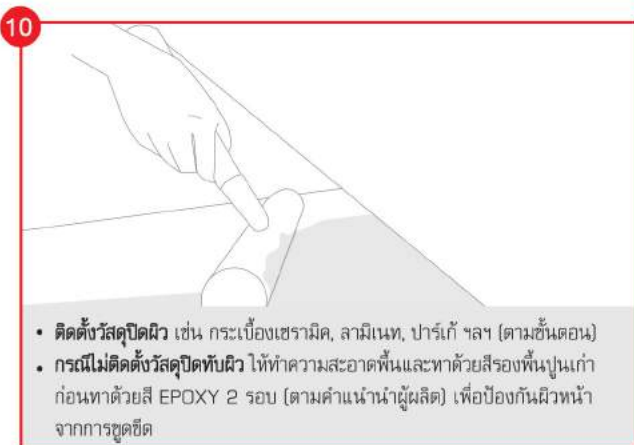 10
• ติดตั้งวัสดุปิดผิว เช่น กระเบื้องเซรามิค, ลามิเนท, ปาร์เก้ ฯลฯ (ตามขั้นตอน)
• กรณีไม่ติดตั้งวัสดุปิดทับผิว ให้ทำความสะอาดพื้นและทาด้วยสีรองพื้นปูนเก่า
ก่อนทาด้วยสี EPOXY 2 รอบ (ตามคำแนะนำผู้ผลิต) เพื่อป้องกันผิวหน้า
จากการขูดขีด